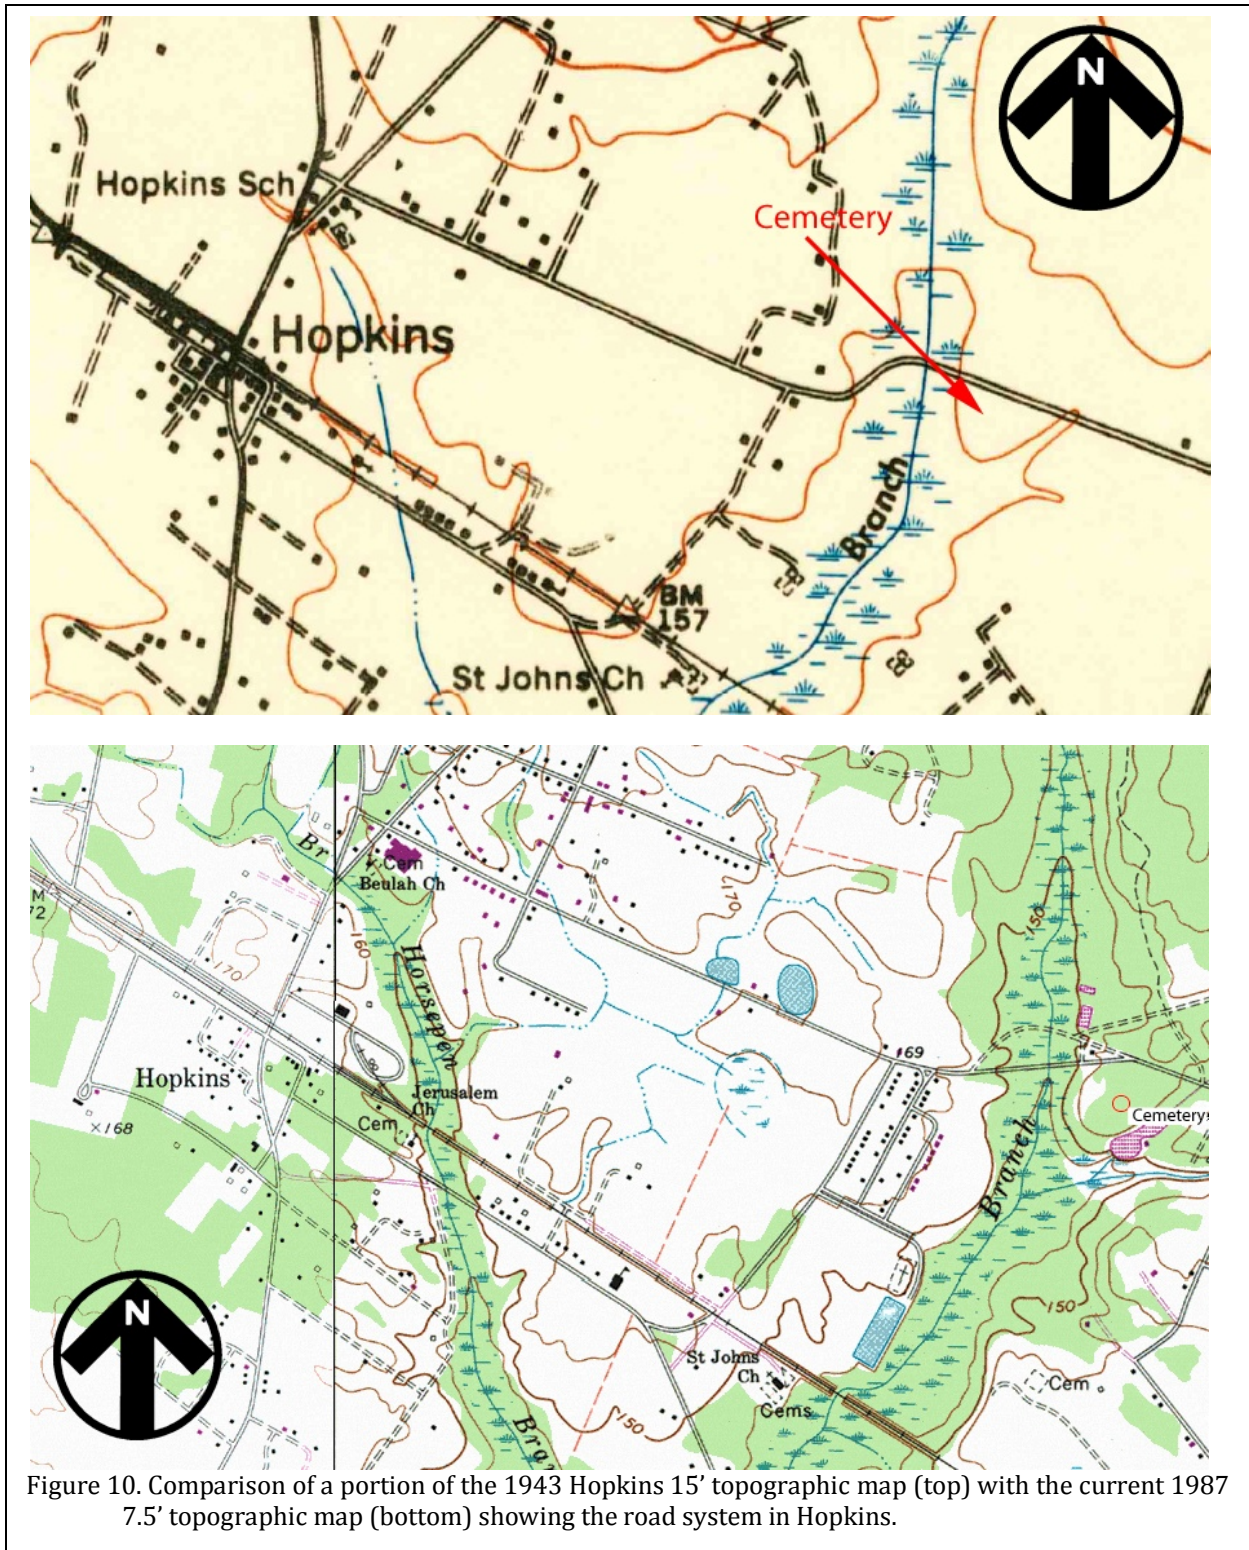 N
Hopkins Sch
Cemetery
Hopkins
Branch
BM
157
St Johns Ch
Br
Cem
Beulah Ch
M
72
160
170
170
150
Horsepen
169
Hopkins
Jerusalem
Ch
Cem
Cemetery
×168
Branch
N
150
St Johns
Ch
Cem
Cems
150
Bra
Figure 10. Comparison of a portion of the 1943 Hopkins 15’ topographic map (top) with the current 1987
7.5’ topographic map (bottom) showing the road system in Hopkins.